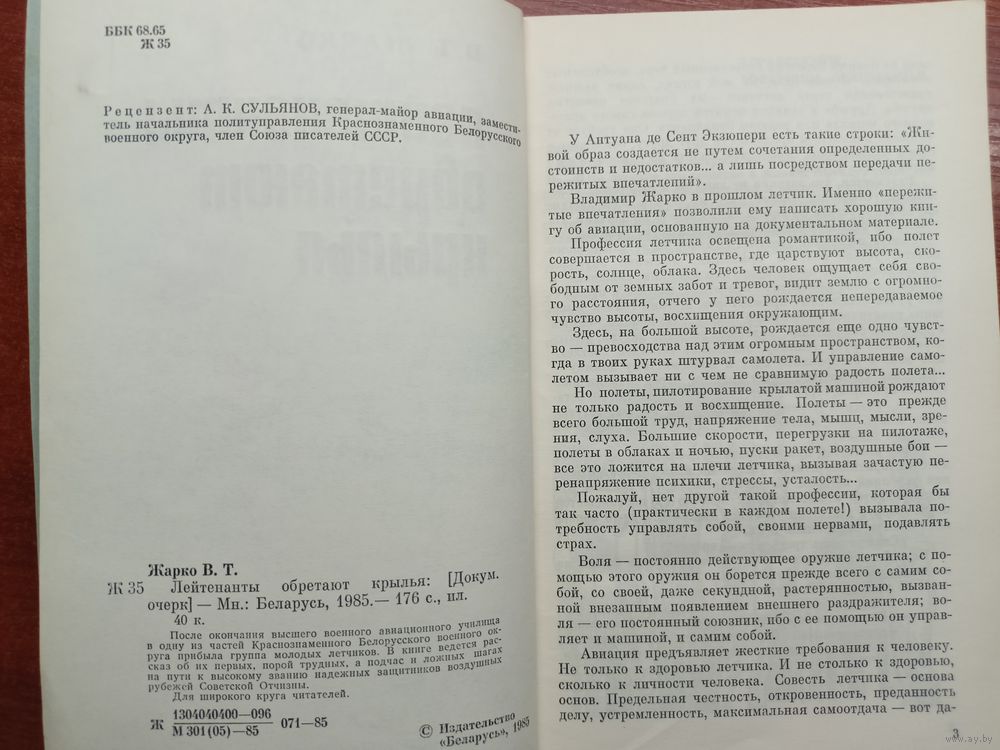 ББК 68.65
Ж 35
Рецензент: А. К. СУЛЬЯНОВ, генерал-майор авиации, замести-
тель начальника политуправления Краснознаменного Белорусского
военного округа, член Союза писателей СССР.
Жарко В. Т.
Ж 35 Лейтенанты обретают крылья: [Докум.
очерк] — Мн.: Беларусь, 1985.— 176 с., ил.
40 к.
После окончания высшего военного авиационного училища
в одну из частей Краснознаменного Белорусского военного ок-
руга прибыла группа молодых летчиков. В книге ведется рас-
сказ об их первых, порой трудных, а подчас и ложных шагах
на пути к высокому званию надежных защитников воздушных
рубежей Советской Отчизны.
Для широкого круга читателей.
Ж 1304040400—096
М 301(05)—85 071—85
© Издательство
«Беларусь», 1985
У Антуана де Сент Экзюпери есть такие строки: «Жи-
вой образ создается не путем сочетания определенных до-
стоинств и недостатков... а лишь посредством передачи пе-
режитых впечатлений».
Владимир Жарко в прошлом летчик. Именно «пережи-
тые впечатления» позволили ему написать хорошую кни-
гу об авиации, основанную на документальном материале.
Профессия летчика освещена романтикой, ибо полет
совершается в пространстве, где царствуют высота, ско-
рость, солнце, облака. Здесь человек ощущает себя сво-
бодным от земных забот и тревог, видит землю с огромно-
го расстояния, отчего у него рождается непередаваемое
чувство высоты, восхищения окружающим.
Здесь, на большой высоте, рождается еще одно чувст-
во — превосходства над этим огромным пространством, ко-
гда в твоих руках штурвал самолета. И управление само-
летом вызывает ни с чем не сравнимую радость полета...
Но полеты, пилотирование крылатой машиной рождают
не только радость и восхищение. Полеты — это прежде
всего большой труд, напряжение тела, мышц, мысли, зре-
ния, слуха. Большие скорости, перегрузки на пилотаже,
полеты в облаках и ночью, пуски ракет, воздушные бои —
все это ложится на плечи летчика, вызывая зачастую пе-
ренапряжение психики, стрессы, усталость...
Пожалуй, нет другой такой профессии, которая бы
так часто (практически в каждом полете!) вызывала по-
требность управлять собой, своими нервами, подавлять
страх.
Воля — постоянно действующее оружие летчика; с по-
мощью этого оружия он борется прежде всего с самим со-
бой, со своей, даже секундной, растерянностью, вызван-
ной внезапным появлением внешнего раздражителя; во-
ля — его постоянный союзник, ибо с ее помощью он управ-
ляет и машиной, и самим собой.
Авиация предъявляет жесткие требования к человеку.
Не только к здоровью летчика. И не столько к здоровью,
сколько к личности человека. Совесть летчика — основа
основ. Предельная честность, откровенность, преданность
делу, устремленность, максимальная самоотдача — вот да-
3
www.ay.by